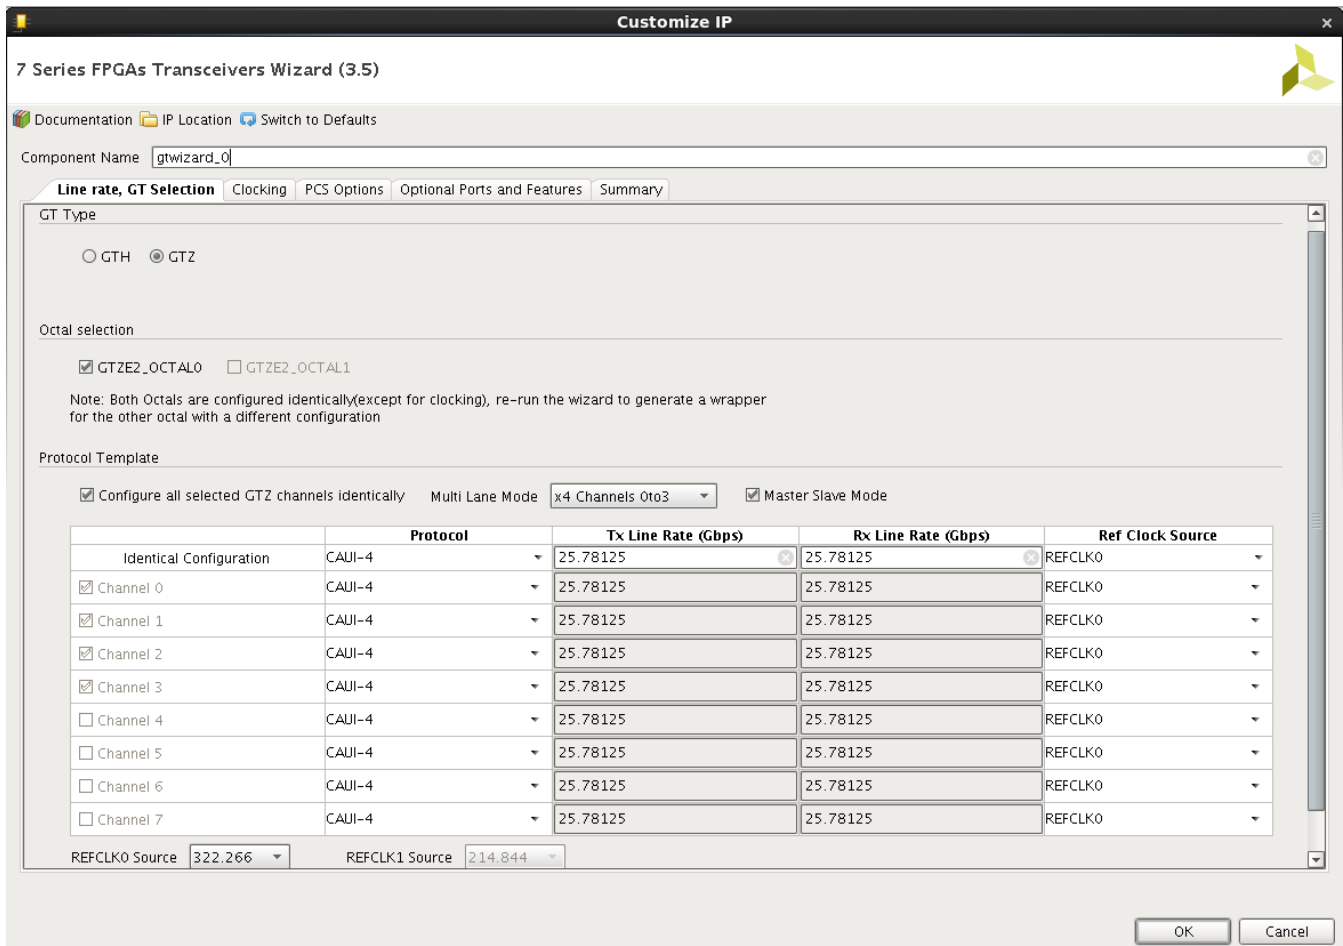 Customize IP
7 Series FPGAs Transceivers Wizard (3.5)
Documentation IP Location Switch to Defaults
Component Name gtwizard_0
Line rate, GT Selection Clocking PCS Options Optional Ports and Features Summary
GT Type
GTH GTZ
Octal selection
GTZE2_OCTAL0 GTZE2_OCTAL1
Note: Both Octals are configured identically(except for clocking), re-run the wizard to generate a wrapper
for the other octal with a different configuration
Protocol Template
Configure all selected GTZ channels identically Multi Lane Mode x4 Channels 0to3 Master Slave Mode
Protocol Tx Line Rate (Gbps) Rx Line Rate (Gbps) Ref Clock Source
Identical Configuration CAUI-4 25.78125 25.78125 REFCLK0
Channel 0 CAUI-4 25.78125 25.78125 REFCLK0
Channel 1 CAUI-4 25.78125 25.78125 REFCLK0
Channel 2 CAUI-4 25.78125 25.78125 REFCLK0
Channel 3 CAUI-4 25.78125 25.78125 REFCLK0
Channel 4 CAUI-4 25.78125 25.78125 REFCLK0
Channel 5 CAUI-4 25.78125 25.78125 REFCLK0
Channel 6 CAUI-4 25.78125 25.78125 REFCLK0
Channel 7 CAUI-4 25.78125 25.78125 REFCLK0
REFCLK0 Source 322.266 REFCLK1 Source 214.844
OK Cancel